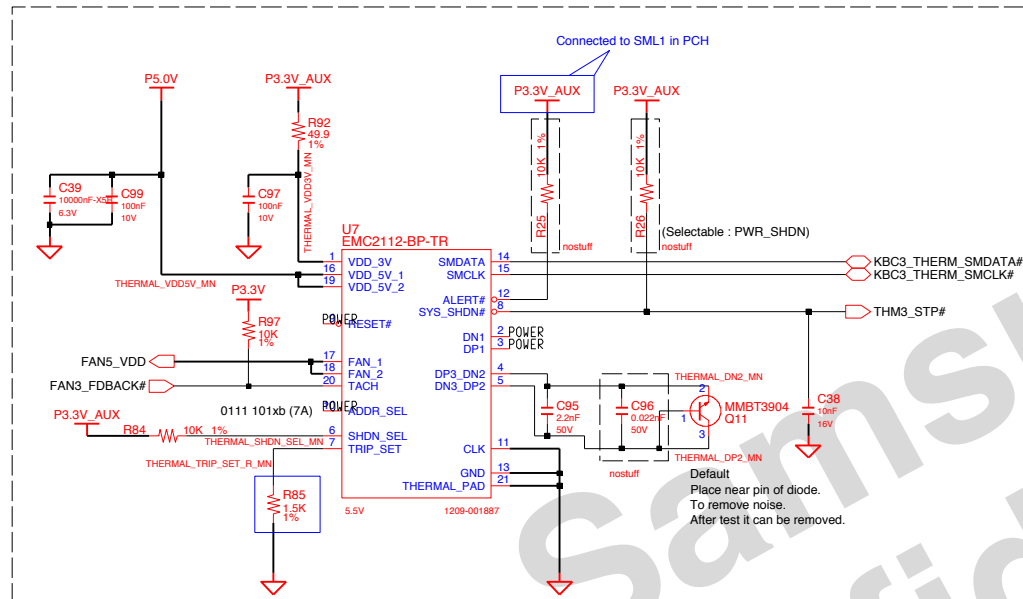 Connected to SML1 in PCH
P5.0V
P3.3V_AUX
P3.3V_AUX
P3.3V_AUX
R92
49.9
1%
THERMAL_VDD3V_MN
C39
10000nF-X5
6.3V
C99
100nF
10V
C97
100nF
10V
10K 1%
R25
nostuff
10K 1%
R26
(Selectable : PWR_SHDN)
nostuff
U7
EMC2112-BP-TR
1 VDD_3V
16 VDD_5V_1
19 VDD_5V_2
THERMAL_VDD5V_MN
SMDATA 14
SMCLK 15
KBC3_THERM_SMDATA#
KBC3_THERM_SMCLK#
ALERT# 12
SYS_SHDN# 8
THM3_STP#
P3.3V
R97
10K
1%
POWER
RESET#
DN1 2 POWER
DP1 3 POWER
FAN5_VDD
17 FAN_1
18 FAN_2
FAN3_FDBACK#
20 TACH
DP3_DN2 4
DN3_DP2 5
THERMAL_DN2_MN
2
1
3
MMBT3904
Q11
C95
2.2nF
50V
C96
0.022nF
50V
nostuff
C38
10nF
16V
0111 101xb (7A)
POWER
ADDR_SEL
P3.3V_AUX
R84
10K 1%
THERMAL_SHDN_SEL_MN
6 SHDN_SEL
7 TRIP_SET
THERMAL_TRIP_SET_R_MN
CLK 11
GND 13
THERMAL_PAD 21
THERMAL_DP2_MN
Default
Place near pin of diode.
To remove noise.
After test it can be removed.
R85
1.5K
1%
5.5V
1209-001887